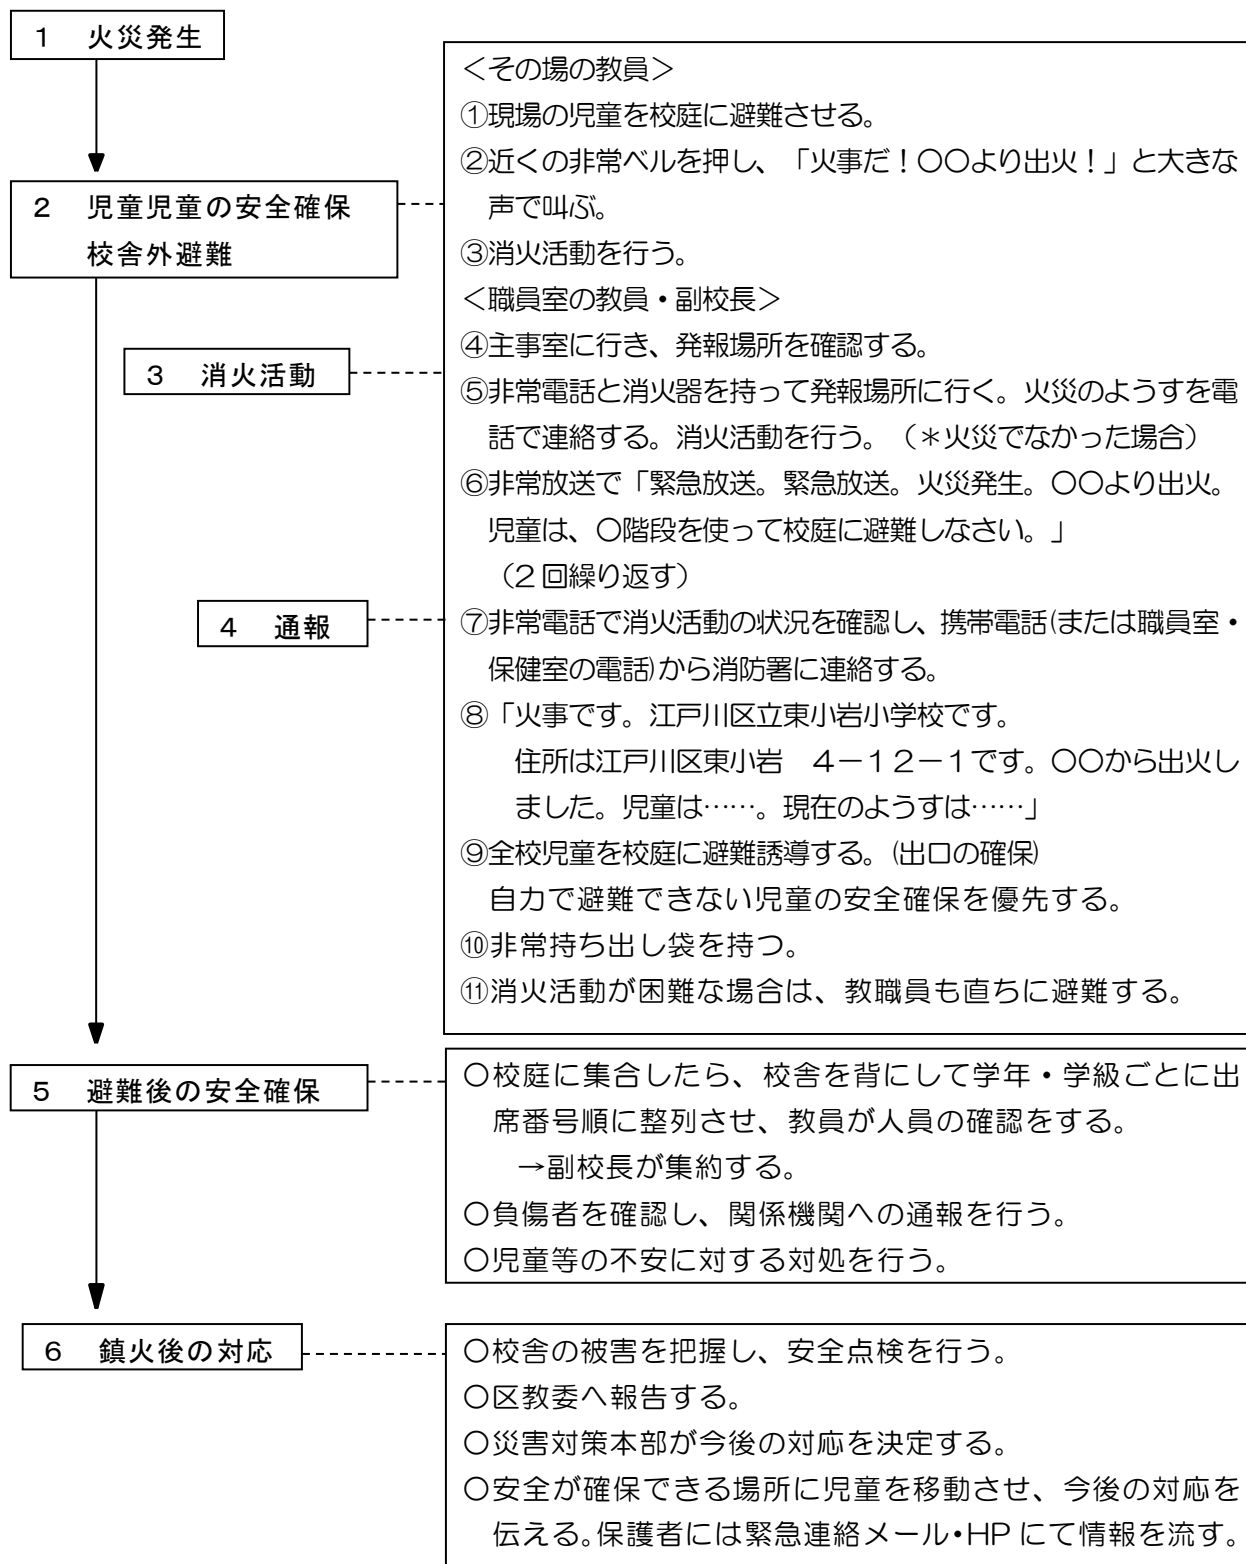 1 火災発生
2 児童児童の安全確保
校舎外避難
3 消火活動
4 通報
<その場の教員>
①現場の児童を校庭に避難させる。
②近くの非常ベルを押し、「火事だ！〇〇より出火！」と大きな
声で叫ぶ。
③消火活動を行う。
<職員室の教員・副校長>
④主事室に行き、発報場所を確認する。
⑤非常電話と消火器を持って発報場所に行く。火災のようすを電
話で連絡する。消火活動を行う。（＊火災でなかった場合）
⑥非常放送で「緊急放送。緊急放送。火災発生。〇〇より出火。
児童は、〇階段を使って校庭に避難しなさい。」
（2回繰り返す）
⑦非常電話で消火活動の状況を確認し、携帯電話(または職員室・
保健室の電話)から消防署に連絡する。
⑧「火事です。江戸川区立東小岩小学校です。
住所は江戸川区東小岩　４－１２－１です。〇〇から出火し
ました。児童は……。現在のようすは……」
⑨全校児童を校庭に避難誘導する。(出口の確保)
自力で避難できない児童の安全確保を優先する。
⑩非常持ち出し袋を持つ。
⑪消火活動が困難な場合は、教職員も直ちに避難する。
5 避難後の安全確保
〇校庭に集合したら、校舎を背にして学年・学級ごとに出
席番号順に整列させ、教員が人員の確認をする。
→副校長が集約する。
〇負傷者を確認し、関係機関への通報を行う。
〇児童等の不安に対する対処を行う。
6 鎮火後の対応
〇校舎の被害を把握し、安全点検を行う。
〇区教委へ報告する。
〇災害対策本部が今後の対応を決定する。
〇安全が確保できる場所に児童を移動させ、今後の対応を
伝える。保護者には緊急連絡メール・HPにて情報を流す。